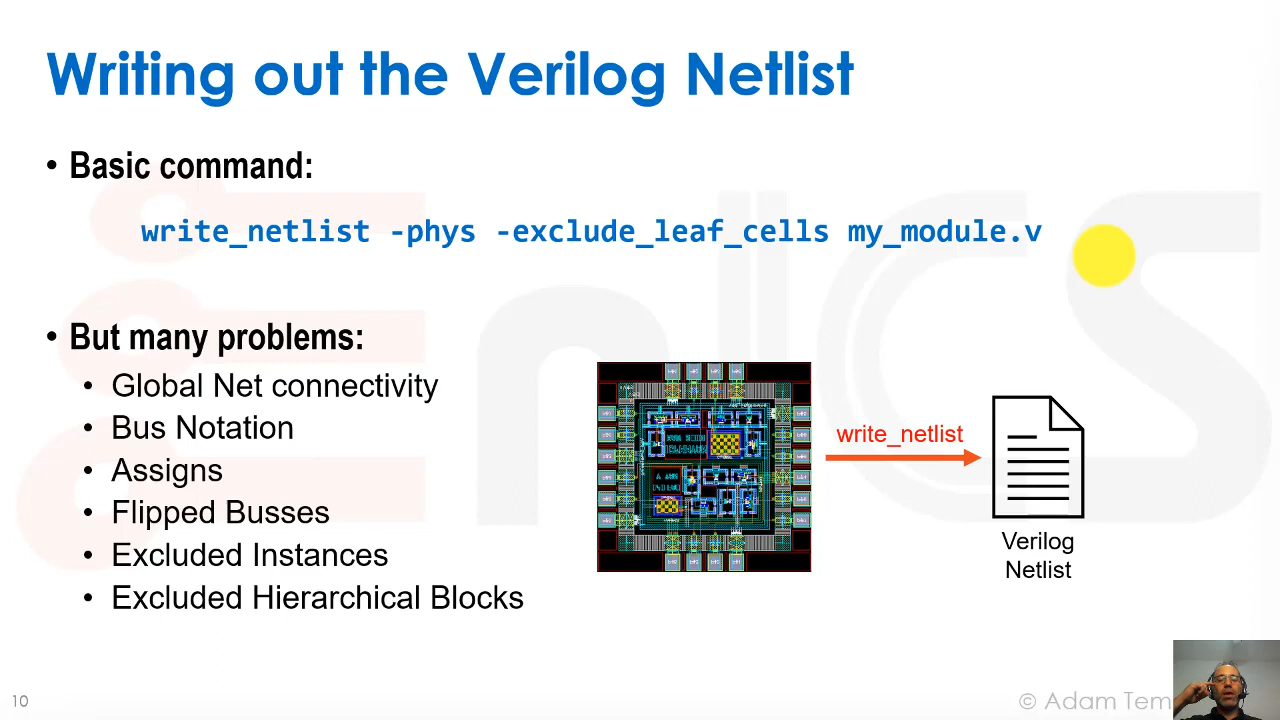 Writing out the Verilog Netlist
• Basic command:
write_netlist -phys -exclude_leaf_cells my_module.v
• But many problems:
• Global Net connectivity
• Bus Notation
• Assigns
• Flipped Busses
• Excluded Instances
• Excluded Hierarchical Blocks
write_netlist
Verilog
Netlist
10
© Adam Tem